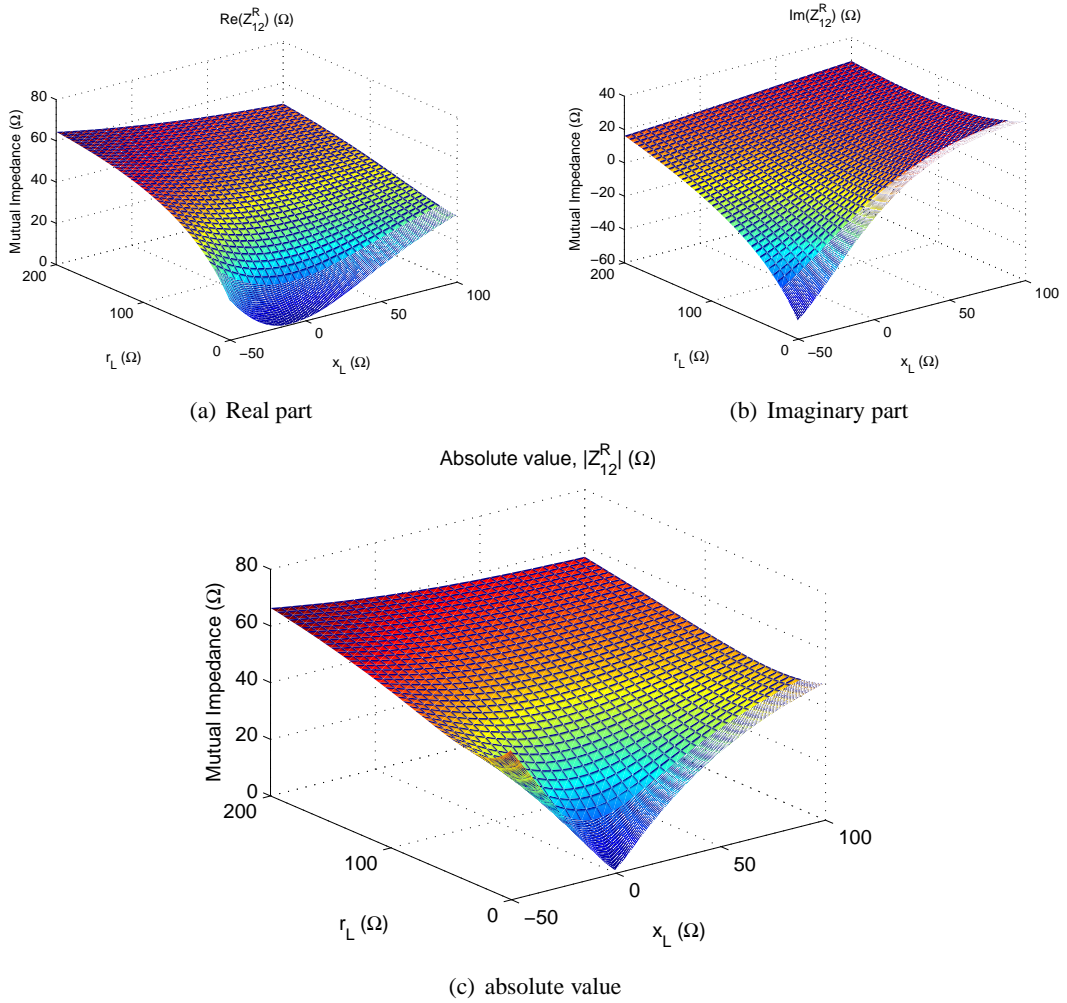 Re(Z₁₂ᴿ) (Ω)
Mutual Impedance (Ω)
80
60
40
20
0
200
100
0
r_L (Ω)
−50
0
50
100
x_L (Ω)
(a) Real part
Im(Z₁₂ᴿ) (Ω)
Mutual Impedance (Ω)
40
20
0
−20
−40
−60
200
100
0
r_L (Ω)
−50
0
50
100
x_L (Ω)
(b) Imaginary part
Absolute value, |Z₁₂ᴿ| (Ω)
Mutual Impedance (Ω)
80
60
40
20
0
200
100
0
r_L (Ω)
−50
0
50
100
x_L (Ω)
(c) absolute value